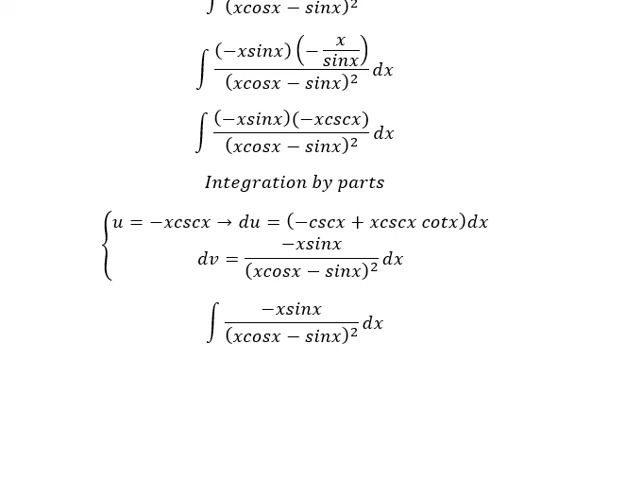 ∫ (xcosx − sinx)²
∫ (−xsinx)(−x/sinx)/(xcosx − sinx)² dx
∫ (−xsinx)(−xcscx)/(xcosx − sinx)² dx
Integration by parts
{u = −xcscx → du = (−cscx + xcscx cotx)dx
dv = −xsinx/(xcosx − sinx)² dx
∫ −xsinx/(xcosx − sinx)² dx